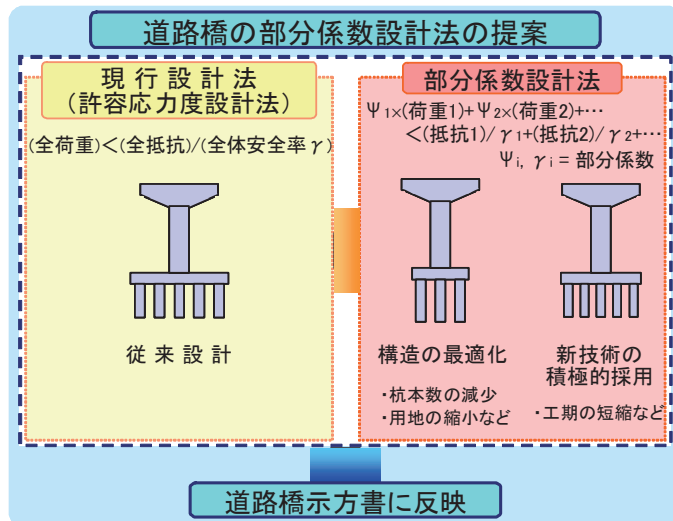 道路橋の部分係数設計法の提案
現行設計法
(許容応力度設計法)
(全荷重)<(全抵抗)/(全体安全率γ)
従来設計
部分係数設計法
Ψ1×(荷重1)+Ψ2×(荷重2)+…
<(抵抗1)/γ1+(抵抗2)/γ2+…
Ψi, γi=部分係数
構造の最適化
・杭本数の減少
・用地の縮小など
新技術の
積極的採用
・工期の短縮など
道路橋示方書に反映